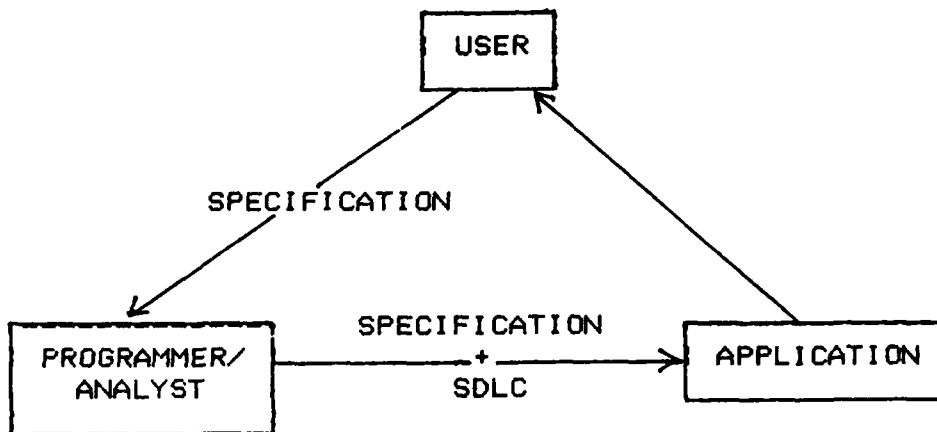 USER
SPECIFICATION
SPECIFICATION
+
SDLC
PROGRAMMER/
ANALYST
APPLICATION